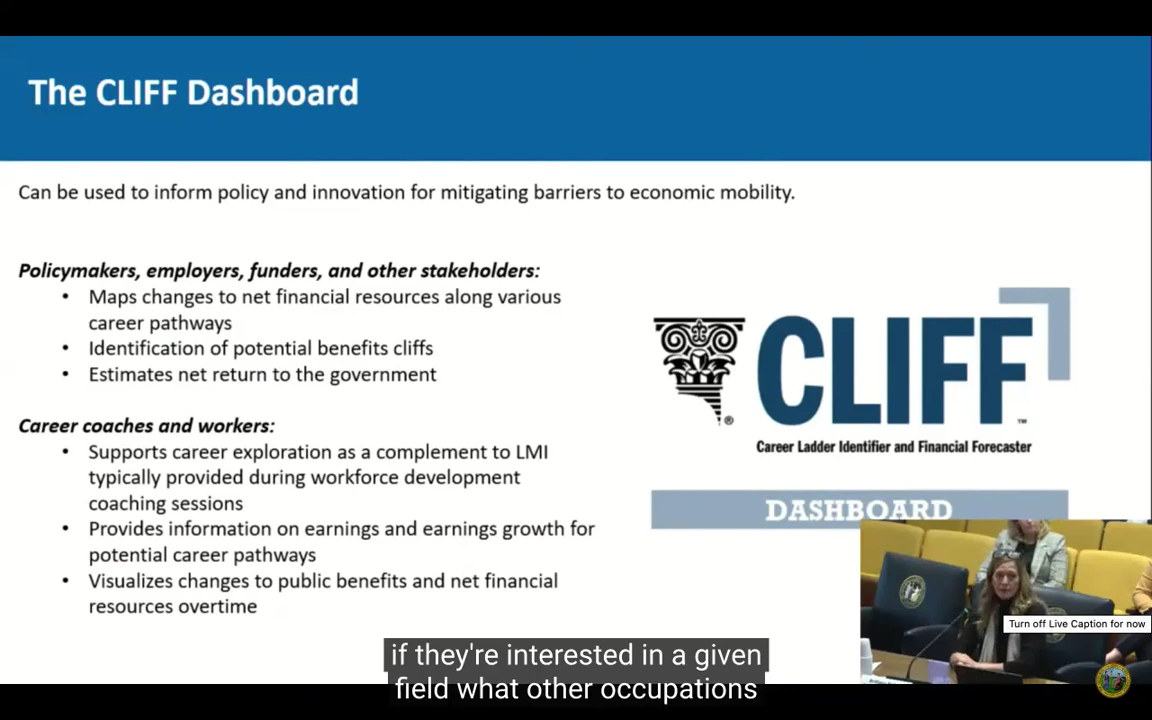 The CLIFF Dashboard
Can be used to inform policy and innovation for mitigating barriers to economic mobility.
Policymakers, employers, funders, and other stakeholders:
• Maps changes to net financial resources along various
career pathways
• Identification of potential benefits cliffs
• Estimates net return to the government
Career coaches and workers:
• Supports career exploration as a complement to LMI
typically provided during workforce development
coaching sessions
• Provides information on earnings and earnings growth for
potential career pathways
• Visualizes changes to public benefits and net financial
resources overtime
® CLIFF ™
Career Ladder Identifier and Financial Forecaster
DASHBOARD
Turn off Live Caption for now
if they're interested in a given
field what other occupations